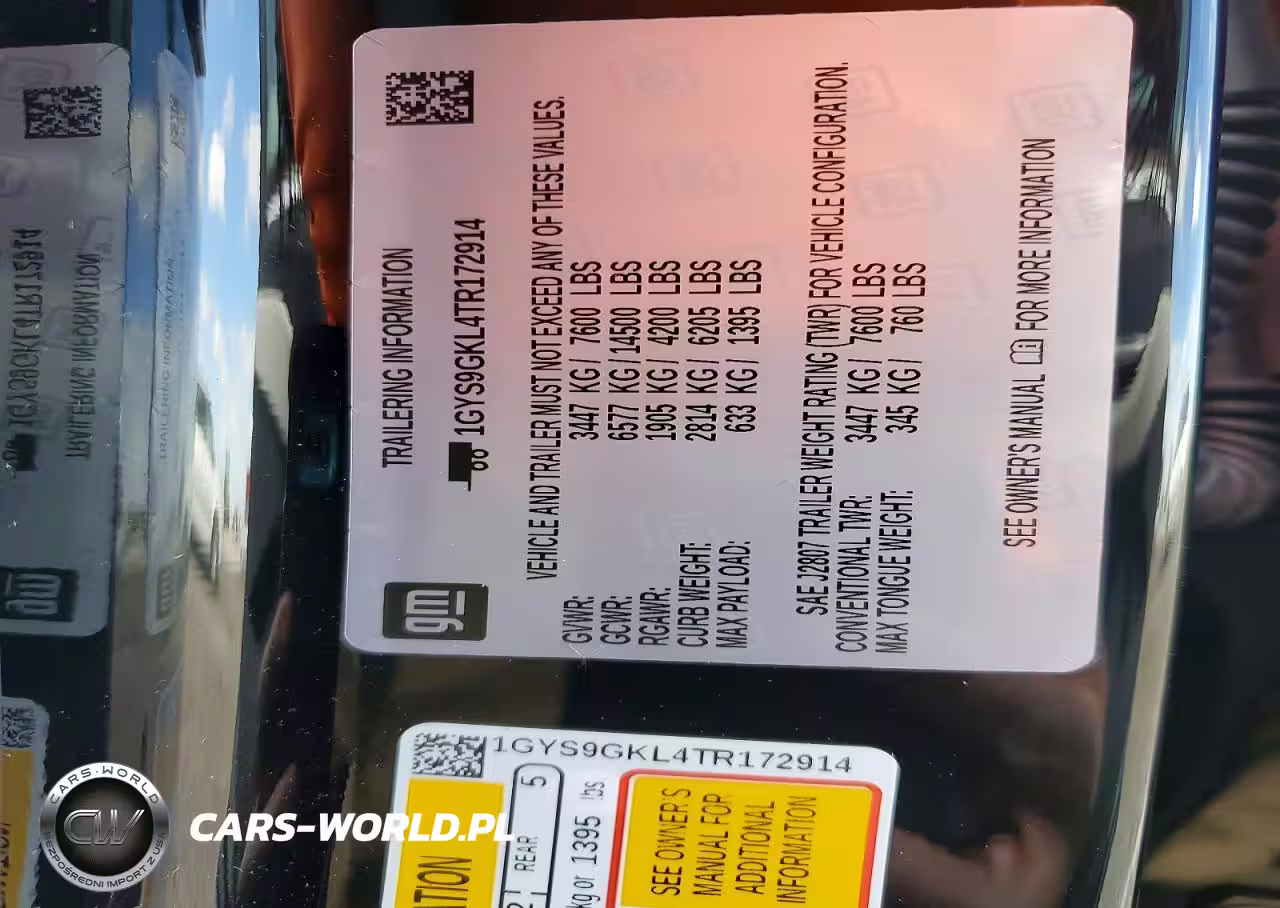 TRAILERING INFORMATION
gm
1GYS9GKL4TR172914
VEHICLE AND TRAILER MUST NOT EXCEED ANY OF THESE VALUES.
GVWR: 3447 KG / 7600 LBS
GCWR: 6577 KG / 14500 LBS
RGAWR: 1905 KG / 4200 LBS
CURB WEIGHT: 2814 KG / 6205 LBS
MAX PAYLOAD: 633 KG / 1395 LBS
SAE J2807 TRAILER WEIGHT RATING (TWR) FOR VEHICLE CONFIGURATION.
CONVENTIONAL TWR: 3447 KG / 7600 LBS
MAX TONGUE WEIGHT: 345 KG / 760 LBS
SEE OWNER'S MANUAL FOR MORE INFORMATION
1GYS9GKL4TR172914
REAR 5
kg or 1395 lbs.
SEE OWNER'S
MANUAL FOR
ADDITIONAL
INFORMATION
CARS-WORLD
CW
BEZPOŚREDNI IMPORT Z USA
CARS-WORLD.PL